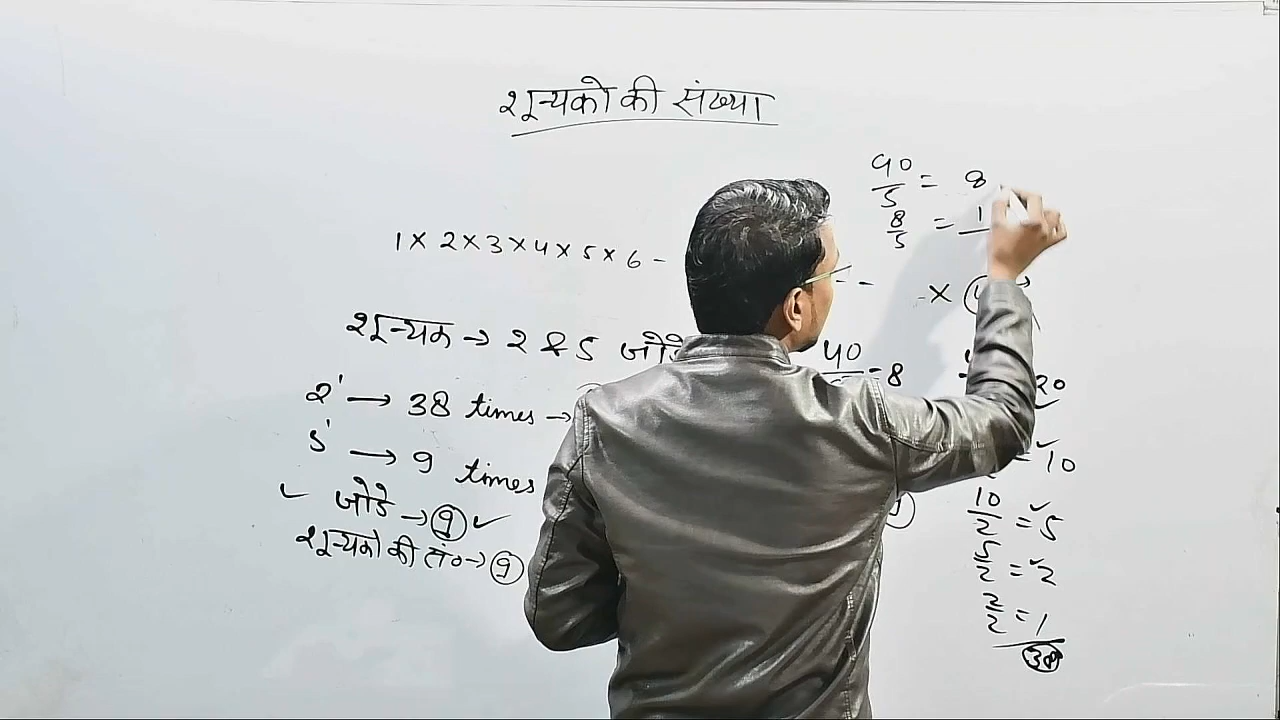 शून्यको की संख्या
40/5 = 8
8/5 = 1
1 × 2 × 3 × 4 × 5 × 6 - - - - ×
शून्यक → 2 & 5 जोडे
40 = 8
20
2' → 38 times →
5' → 9 times
= 10
✓ जोडे → 9 ✓
10/2 = 5
शून्यको की सं० → 9
5/2 = 2
2/2 = 1
38